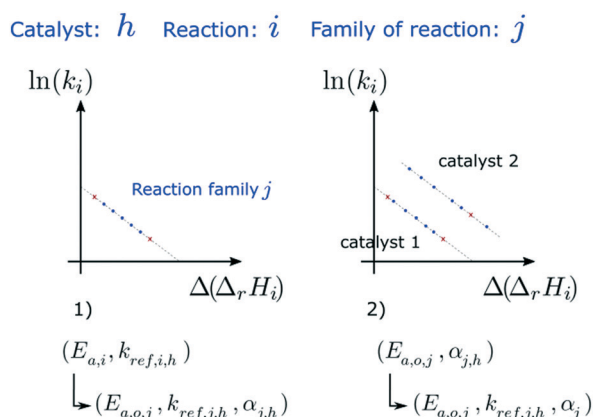 Catalyst: h Reaction: i Family of reaction: j
ln(k_i) ln(k_i)
catalyst 2
Reaction family j
catalyst 1
Δ(Δ_rH_i) Δ(Δ_rH_i)
1) 2)
(E_{a,i}, k_{ref,i,h}) (E_{a,o,j}, α_{j,h})
(E_{a,o,j}, k_{ref,j,h}, α_{j,h}) (E_{a,o,j}, k_{ref,j,h}, α_j)